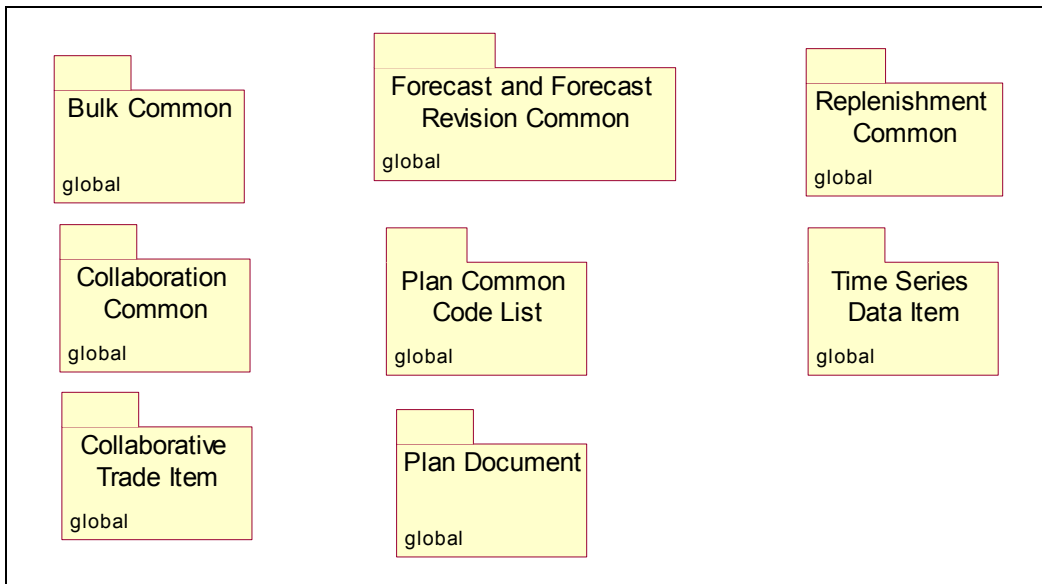 Bulk Common
global
Forecast and Forecast
Revision Common
global
Replenishment
Common
global
Collaboration
Common
global
Plan Common
Code List
global
Time Series
Data Item
global
Collaborative
Trade Item
global
Plan Document
global